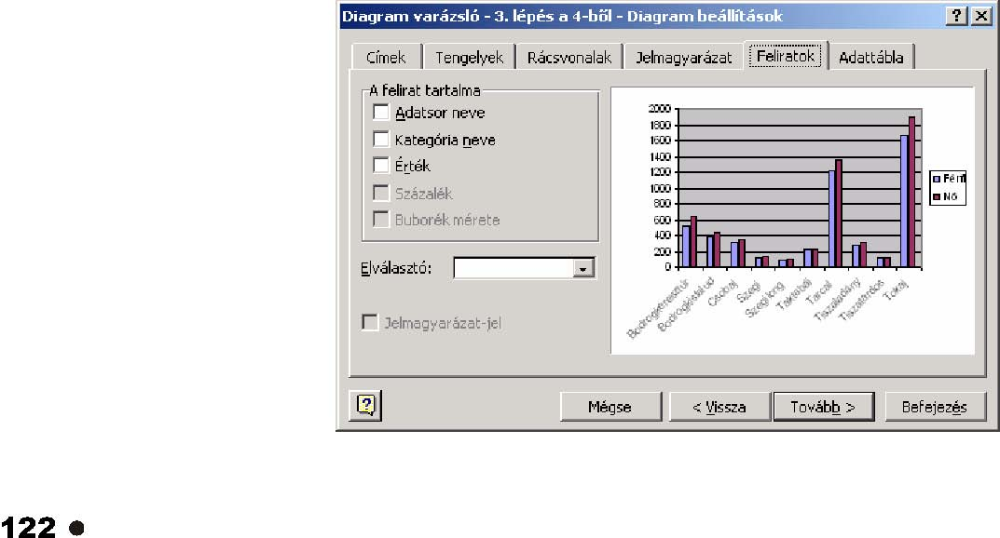 Diagram varázsló - 3. lépés a 4-ből - Diagram beállítások
Címek Tengelyek Rácsvonalak Jelmagyarázat Feliratok Adattábla
A felirat tartalma
Adatsor neve
Kategória neve
Érték
Százalék
Buborék mérete
Elválasztó:
Jelmagyarázat-jel
2000
1800
1600
1400
1200
1000
800
600
400
200
0
Bodrogkeresztúr
Bodrogkisfalud
Csobaj
Szegi
Szegilong
Taktabáj
Tarcal
Tiszaladány
Tiszatardos
Tokaj
Férfi
Nő
Mégse
< Vissza
Tovább >
Befejezés
122 ●